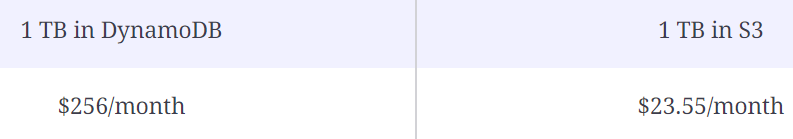 1 TB in DynamoDB
1 TB in S3
$256/month
$23.55/month